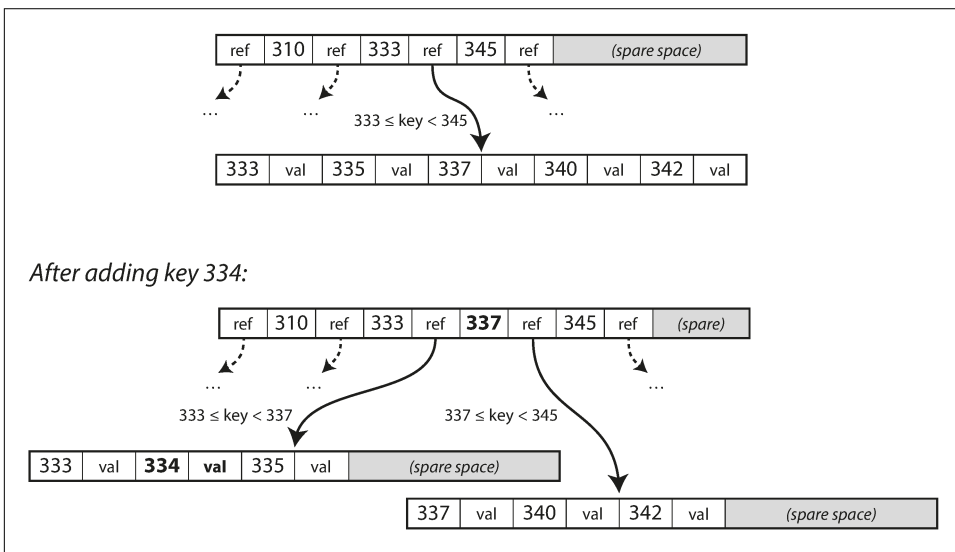 ref 310 ref 333 ref 345 ref (spare space)
... ... ...
333 ≤ key < 345
333 val 335 val 337 val 340 val 342 val
After adding key 334:
ref 310 ref 333 ref 337 ref 345 ref (spare)
... ... ...
333 ≤ key < 337 337 ≤ key < 345
333 val 334 val 335 val (spare space)
337 val 340 val 342 val (spare space)